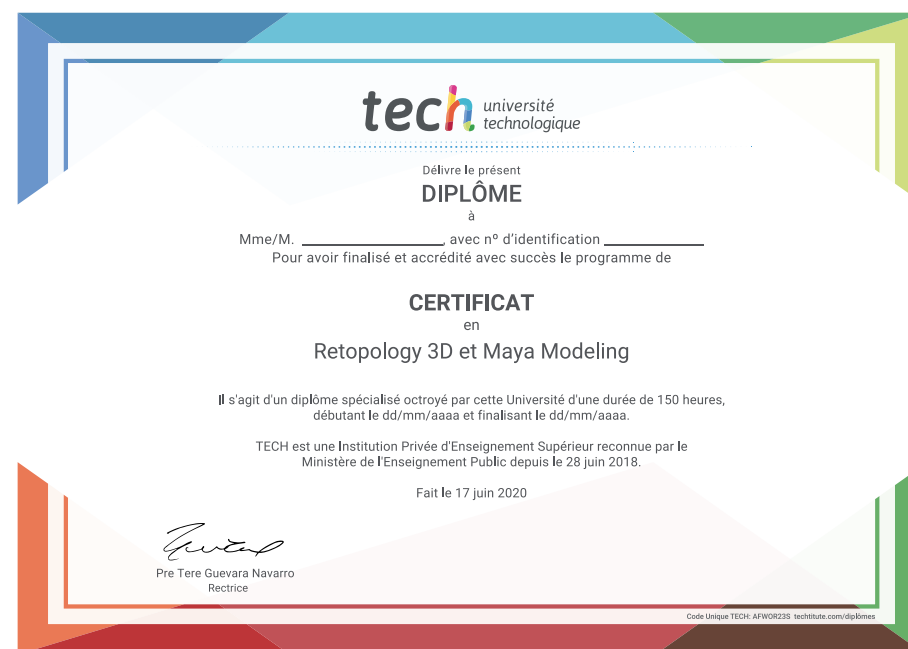 tech université
technologique
Délivre le présent
DIPLÔME
à
Mme/M. ____________________, avec nº d'identification ______________
Pour avoir finalisé et accrédité avec succès le programme de
CERTIFICAT
en
Retopology 3D et Maya Modeling
Il s'agit d'un diplôme spécialisé octroyé par cette Université d'une durée de 150 heures,
débutant le dd/mm/aaaa et finalisant le dd/mm/aaaa.
TECH est une Institution Privée d'Enseignement Supérieur reconnue par le
Ministère de l'Enseignement Public depuis le 28 juin 2018.
Fait le 17 juin 2020
Pre Tere Guevara Navarro
Rectrice
Code Unique TECH: AFWOR23S techtitute.com/diplômes